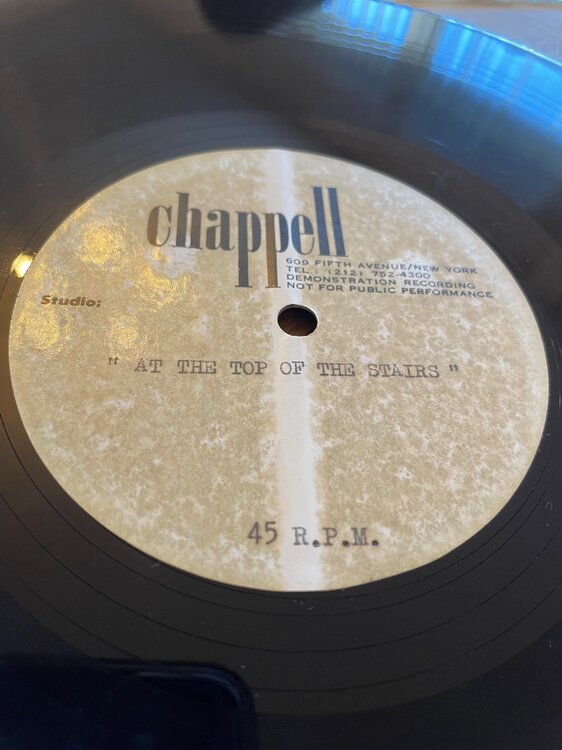 chappell
609 FIFTH AVENUE/NEW YORK
TEL.: (212) 752-4300
DEMONSTRATION RECORDING
NOT FOR PUBLIC PERFORMANCE
Studio:
" AT THE TOP OF THE STAIRS "
45 R.P.M.